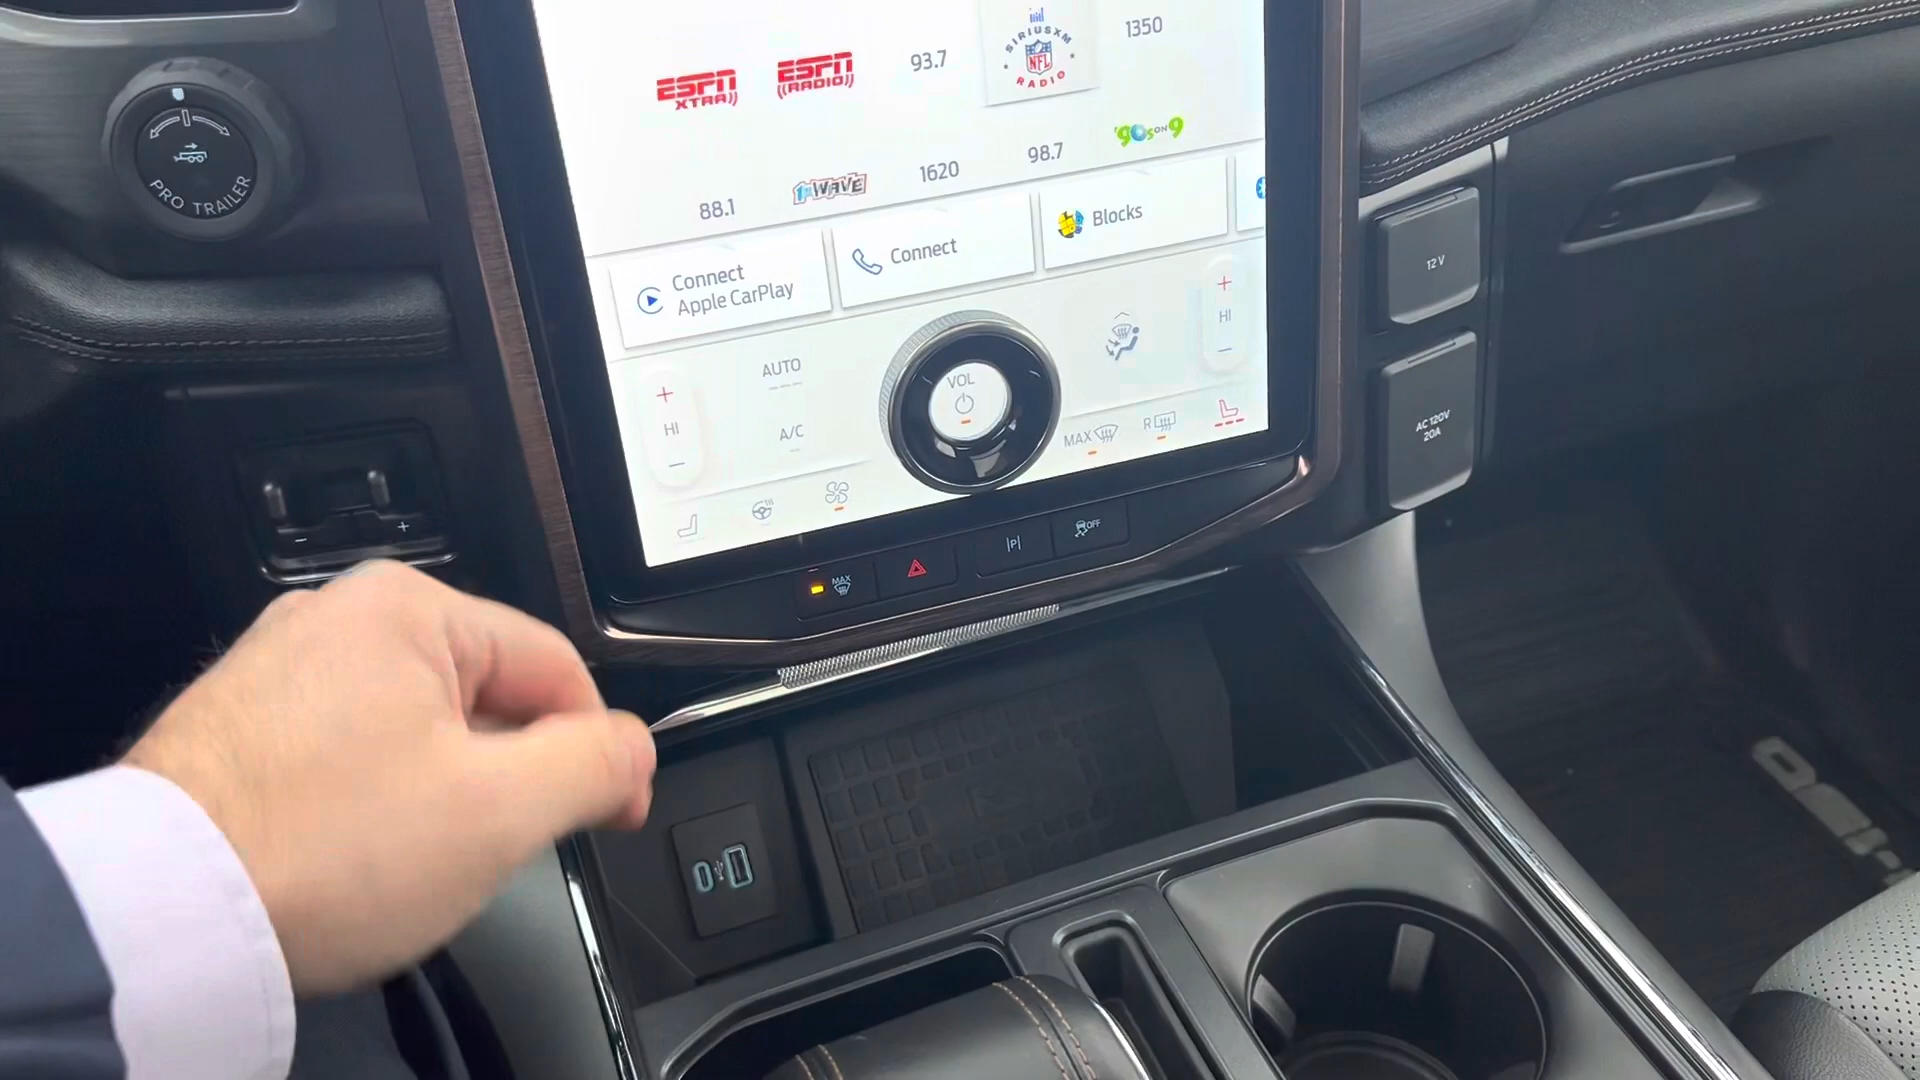 ESPN
XTRA
ESPN
RADIO
93.7
SIRIUSXM
NFL
RADIO
1350
88.1
1ST WAVE
1620
98.7
'90s ON 9
Connect
Apple CarPlay
Connect
Blocks
AUTO
HI
A/C
VOL
HI
MAX
R
MAX
|P|
OFF
PRO TRAILER
- +
12 V
AC 120V
20A